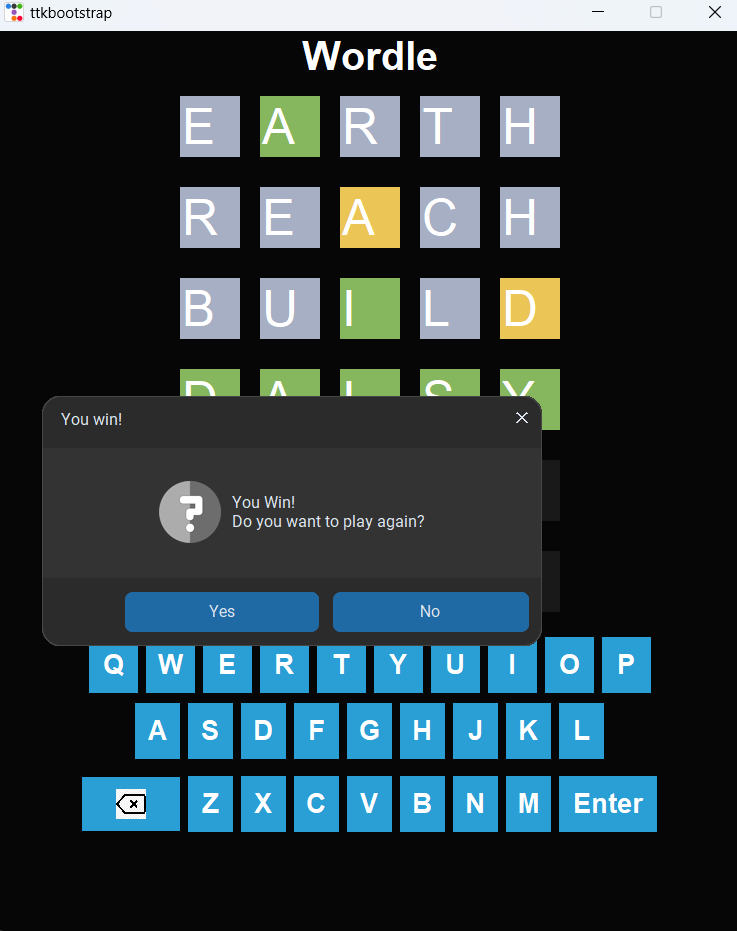 ttkbootstrap
Wordle
E A R T H
R E A C H
B U I L D
D A I S Y
You win!
You Win!
Do you want to play again?
Yes No
Q W E R T Y U I O P
A S D F G H J K L
Z X C V B N M Enter